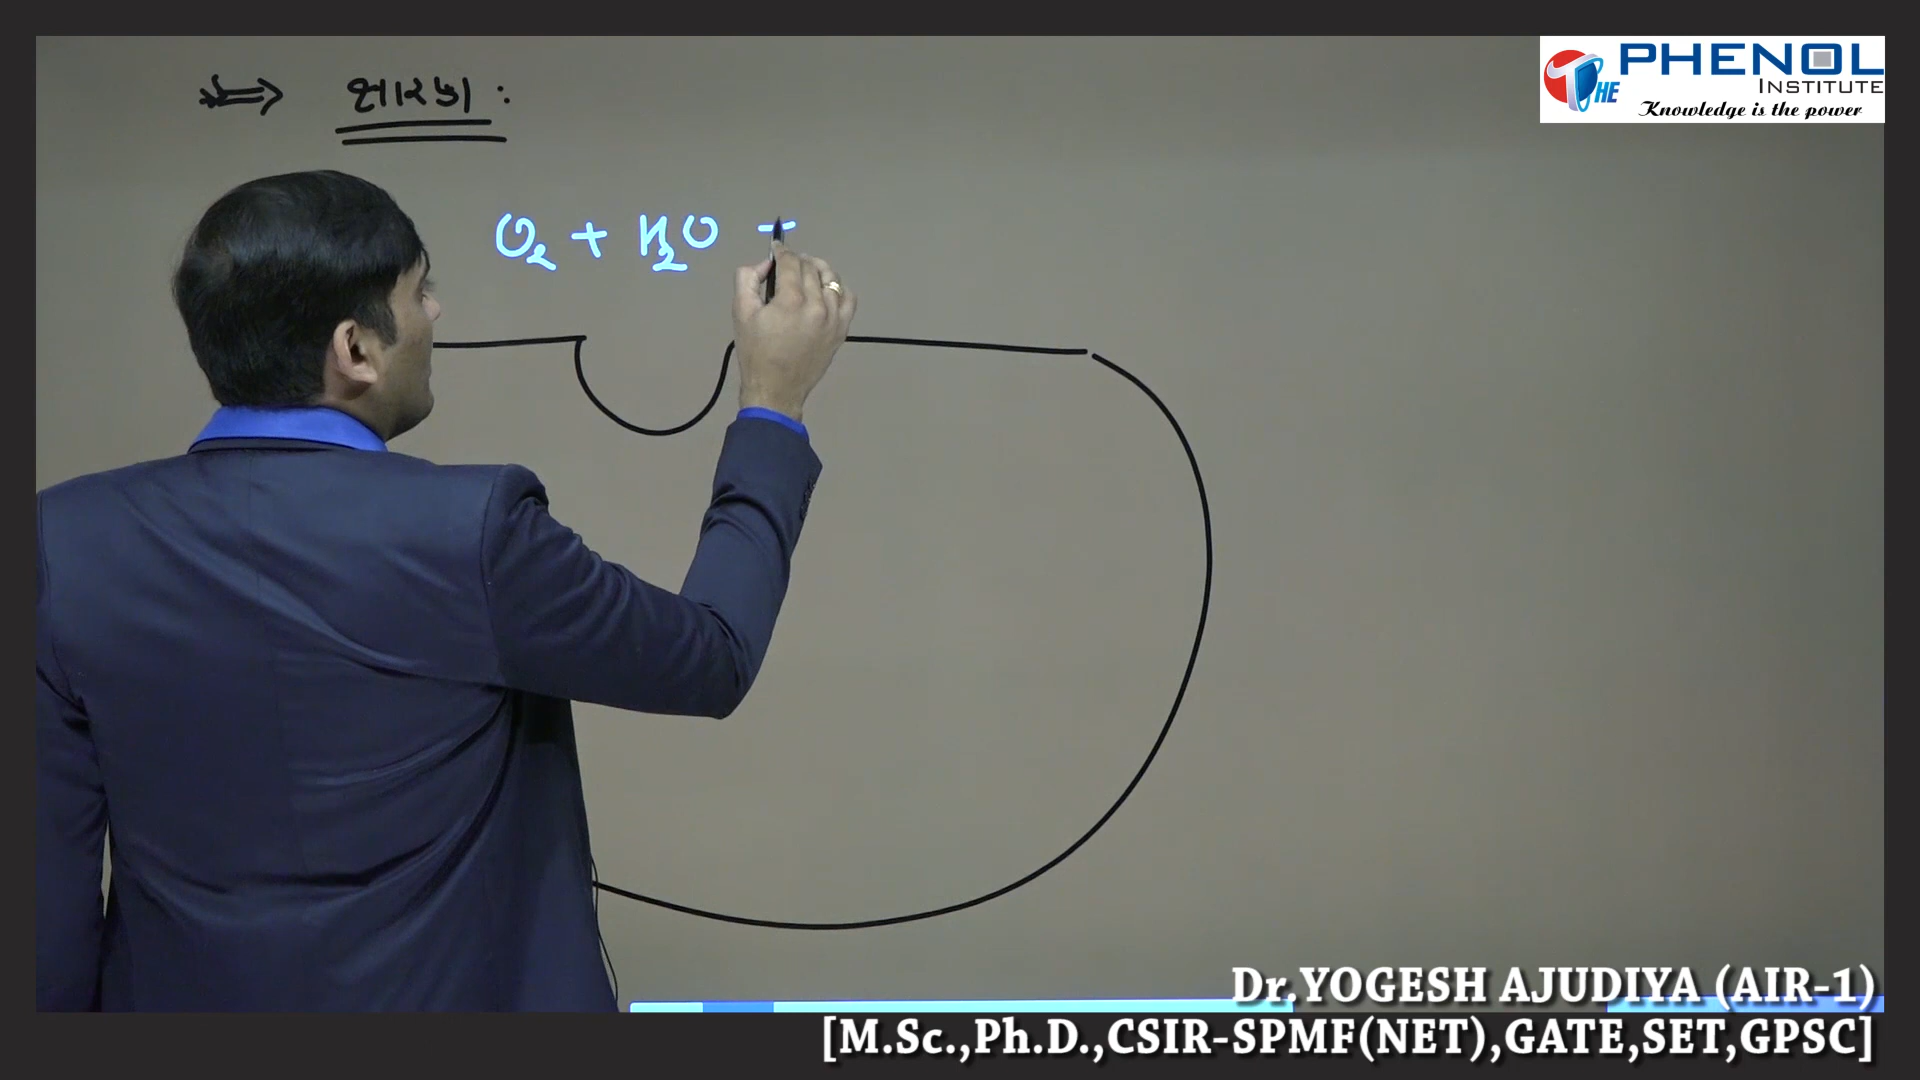 ⇒ ક્ષારણ :
O₂ + H₂O +
THE PHENOL
INSTITUTE
Knowledge is the power
Dr.YOGESH AJUDIYA (AIR-1)
[M.Sc.,Ph.D.,CSIR-SPMF(NET),GATE,SET,GPSC]